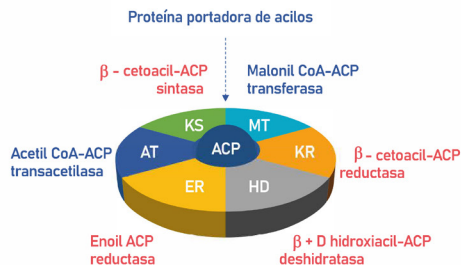 Proteína portadora de acilos
β - cetoacil-ACP
sintasa
Malonil CoA-ACP
transferasa
KS
MT
Acetil CoA-ACP
transacetilasa
AT
ACP
KR
β - cetoacil-ACP
reductasa
ER
HD
Enoil ACP
reductasa
β + D hidroxiacil-ACP
deshidratasa